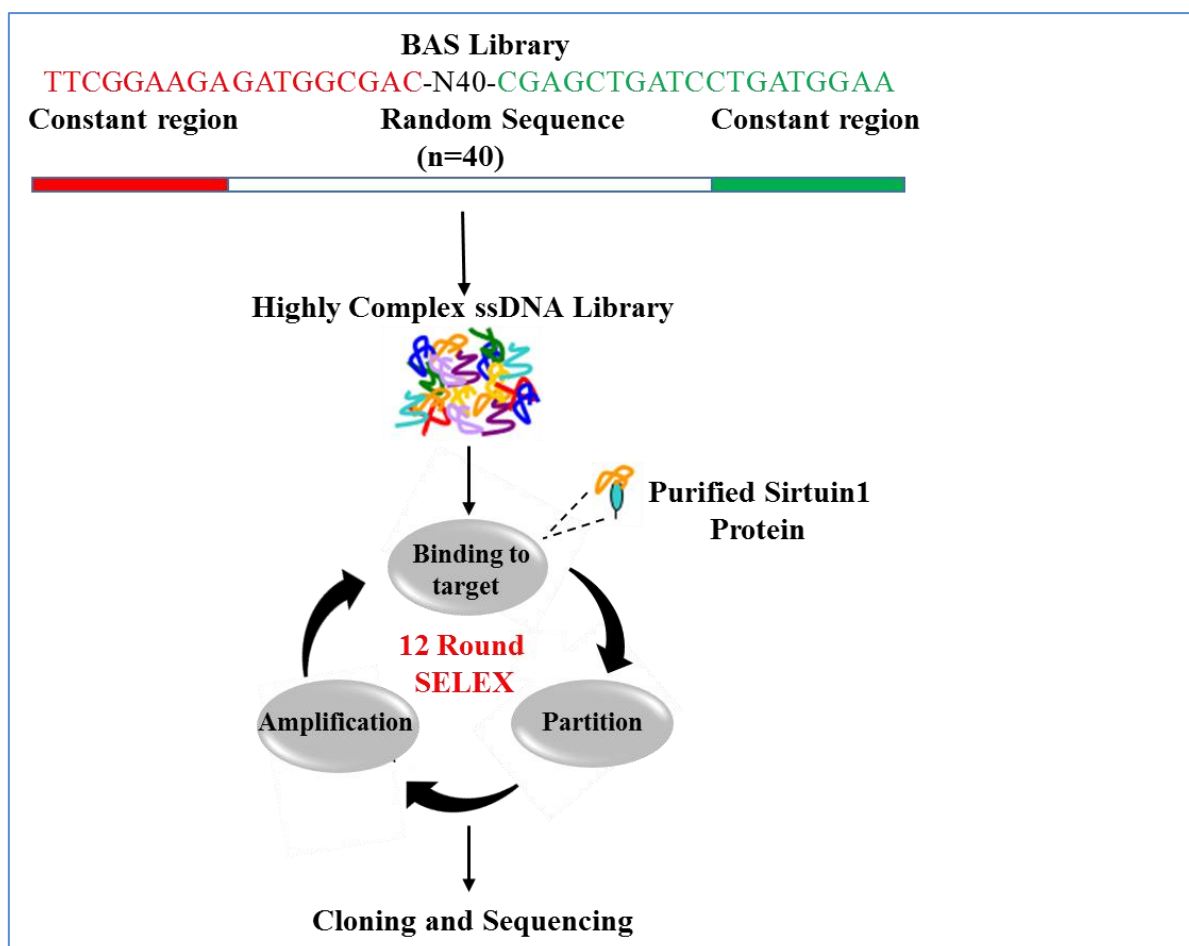 BAS Library
TTCGGAAGAGATGGCGAC-N40-CGAGCTGATCCTGATGGAA
Constant region Random Sequence Constant region
(n=40)
Highly Complex ssDNA Library
Purified Sirtuin1
Protein
Binding to
target
12 Round
SELEX
Amplification
Partition
Cloning and Sequencing